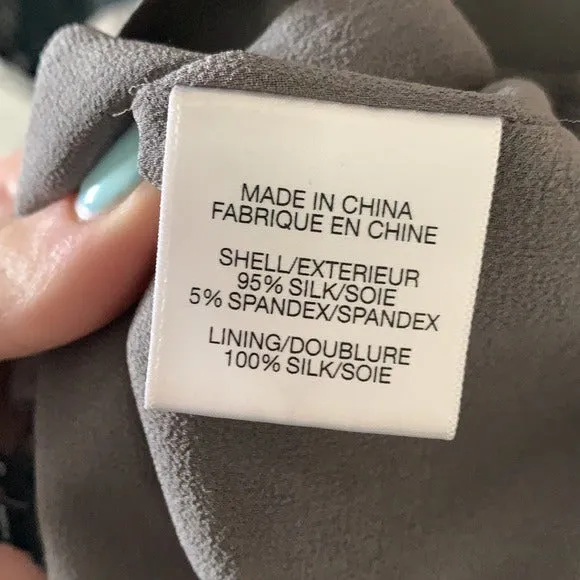 MADE IN CHINA
FABRIQUE EN CHINE
SHELL/EXTERIEUR
95% SILK/SOIE
5% SPANDEX/SPANDEX
LINING/DOUBLURE
100% SILK/SOIE